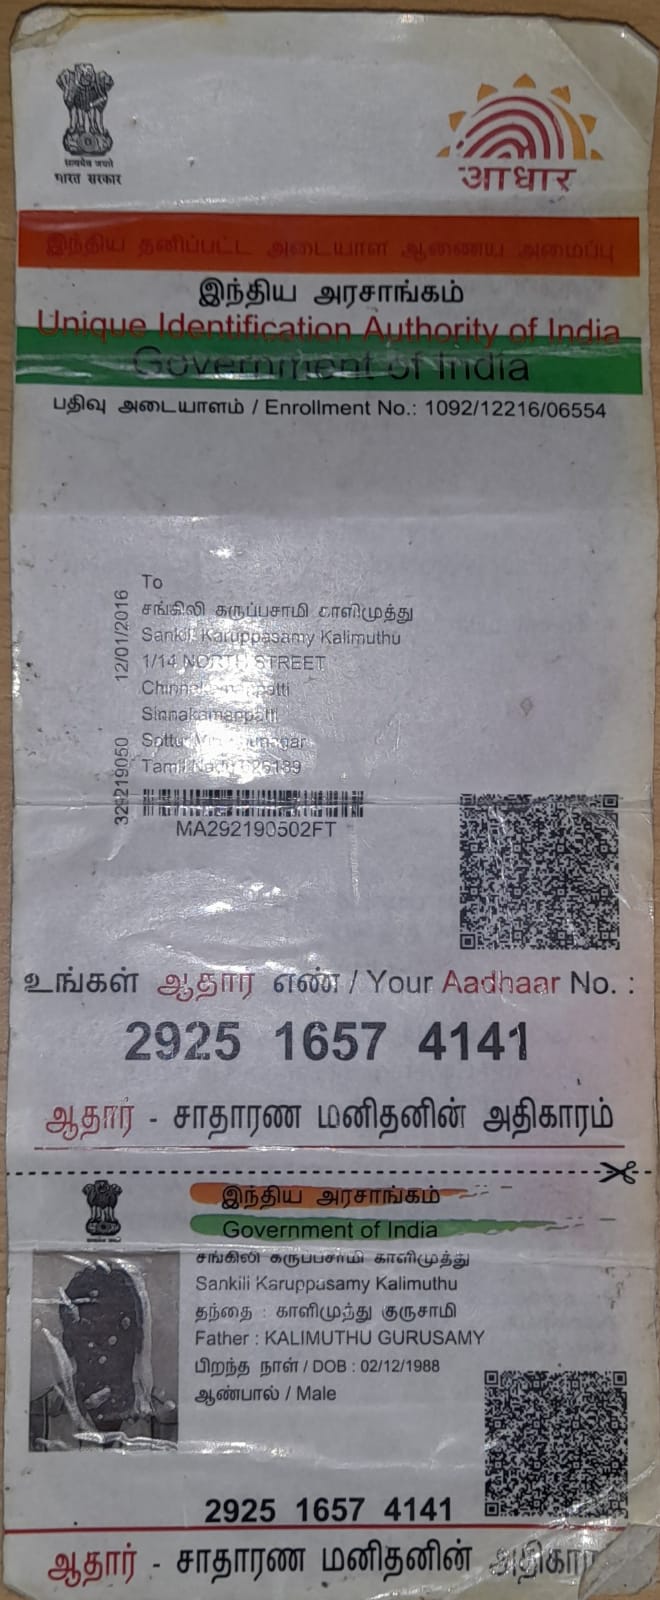 सत्यमेव जयते
भारत सरकार
आधार
இந்திய தனிப்பட்ட அடையாள ஆணைய அமைப்பு
இந்திய அரசாங்கம்
Unique Identification Authority of India
Government of India
பதிவு அடையாளம் / Enrollment No.: 1092/12216/06554
To
சங்கிலி கருப்பசாமி காளிமுத்து
Sankili Karuppasamy Kalimuthu
1/14 NORTH STREET
Sinnakamanpatti
12/01/2016
MA292190502FT
உங்கள் ஆதார் எண் / Your Aadhaar No. :
2925 1657 4141
ஆதார் - சாதாரண மனிதனின் அதிகாரம்
இந்திய அரசாங்கம்
Government of India
சங்கிலி கருப்பசாமி காளிமுத்து
Sankili Karuppasamy Kalimuthu
தந்தை : காளிமுத்து குருசாமி
Father : KALIMUTHU GURUSAMY
பிறந்த நாள் / DOB : 02/12/1988
ஆண்பால் / Male
2925 1657 4141
ஆதார் - சாதாரண மனிதனின்